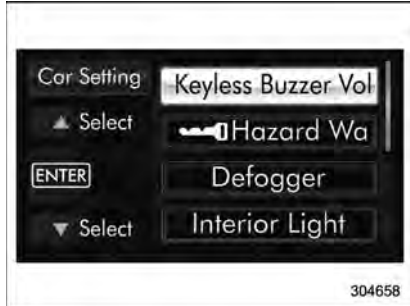 Car Setting
Keyless Buzzer Vol
Select
Hazard Wa
ENTER
Defogger
Select
Interior Light
304658